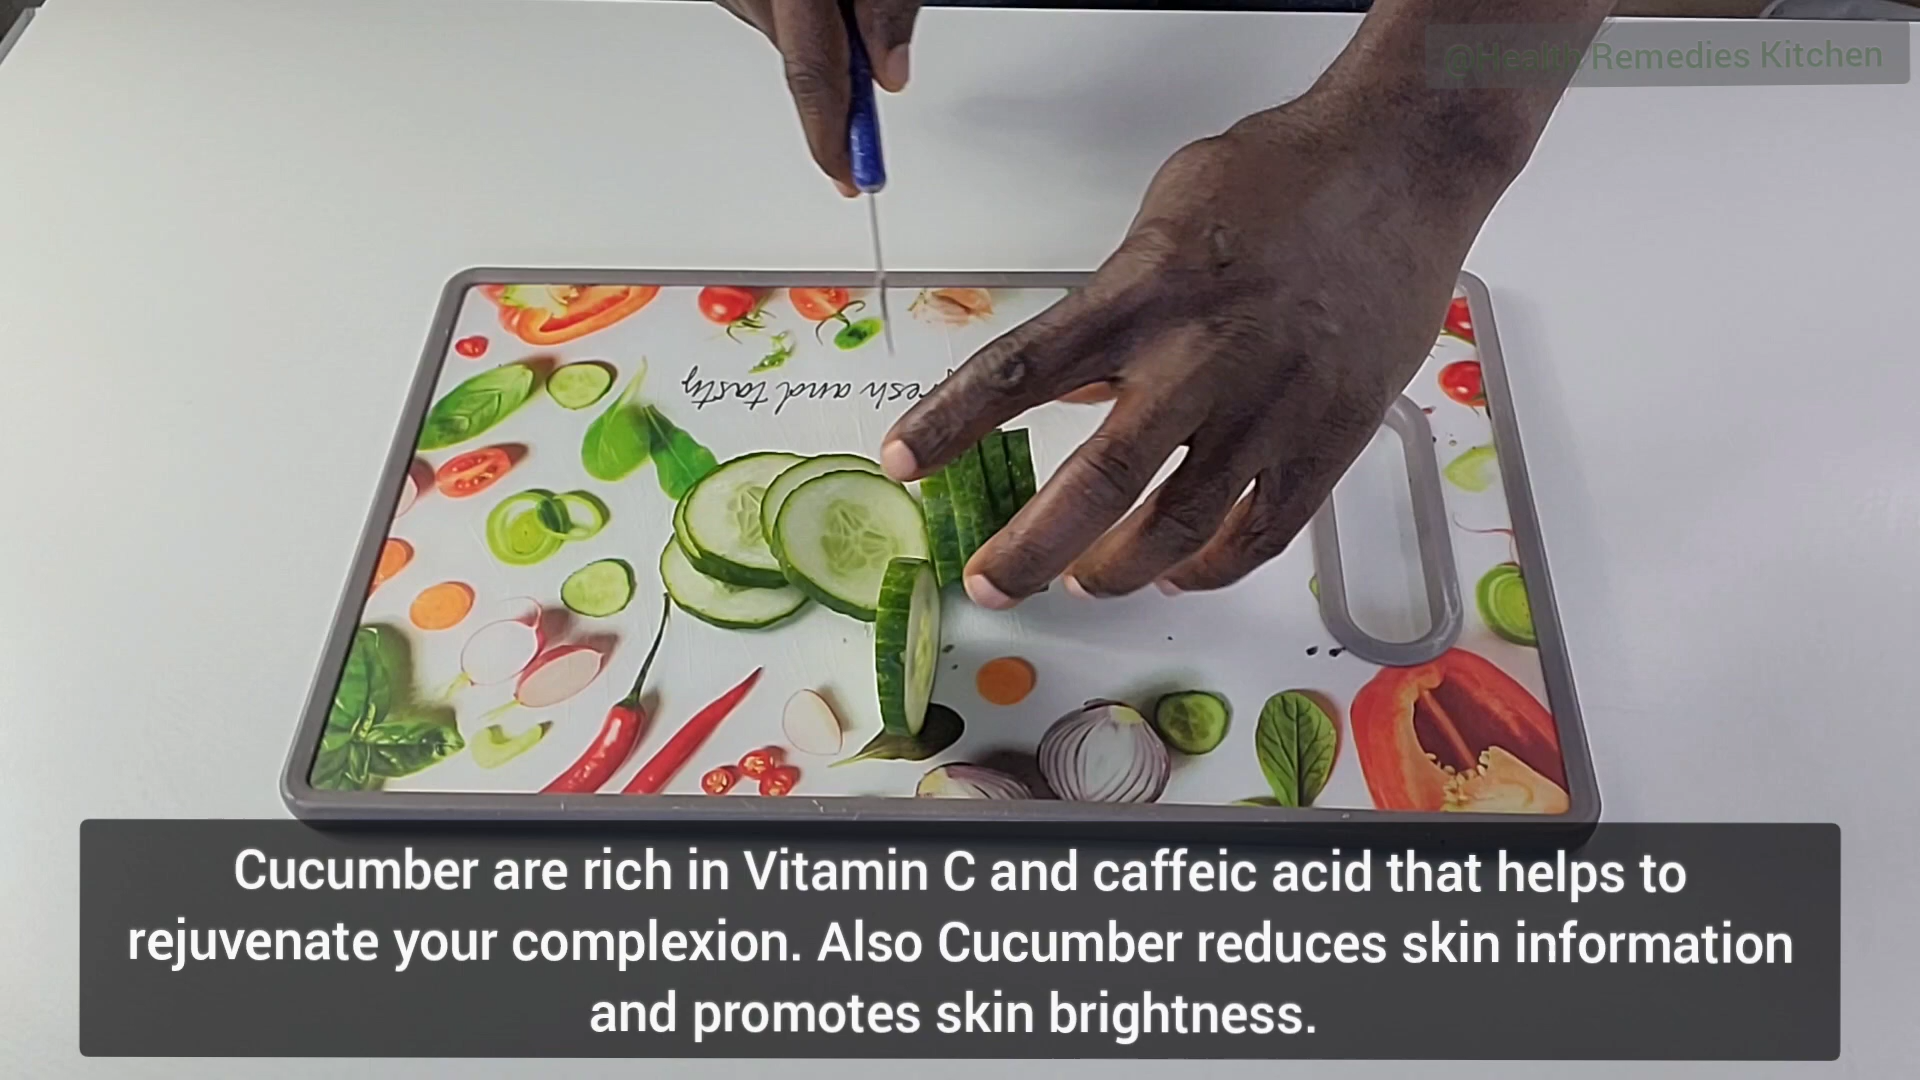 @Health Remedies Kitchen
fresh and tasty
Cucumber are rich in Vitamin C and caffeic acid that helps to
rejuvenate your complexion. Also Cucumber reduces skin information
and promotes skin brightness.